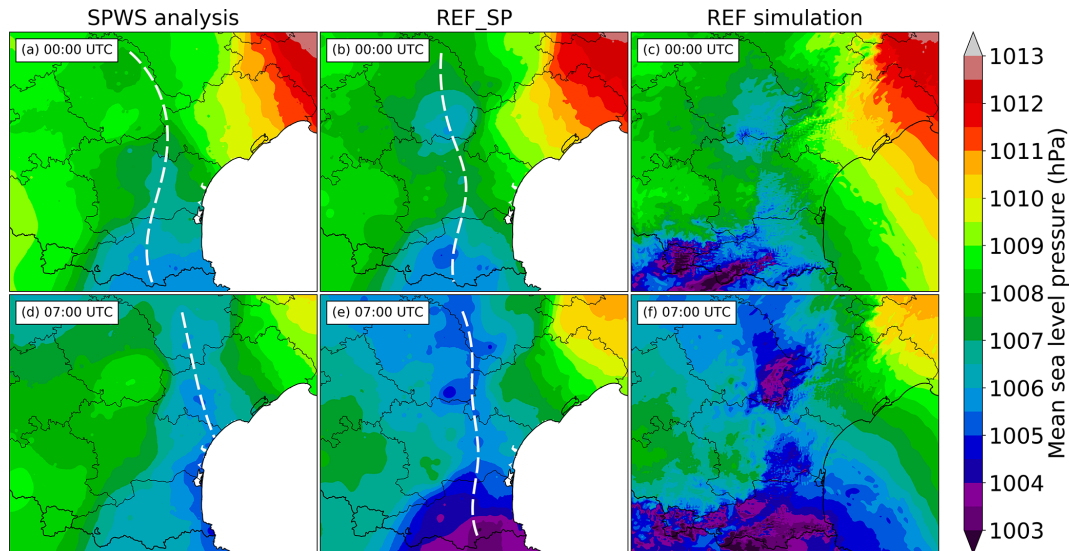 SPWS analysis
REF_SP
REF simulation
(a) 00:00 UTC
(b) 00:00 UTC
(c) 00:00 UTC
(d) 07:00 UTC
(e) 07:00 UTC
(f) 07:00 UTC
1013
1012
1011
1010
1009
1008
1007
1006
1005
1004
1003
Mean sea level pressure (hPa)